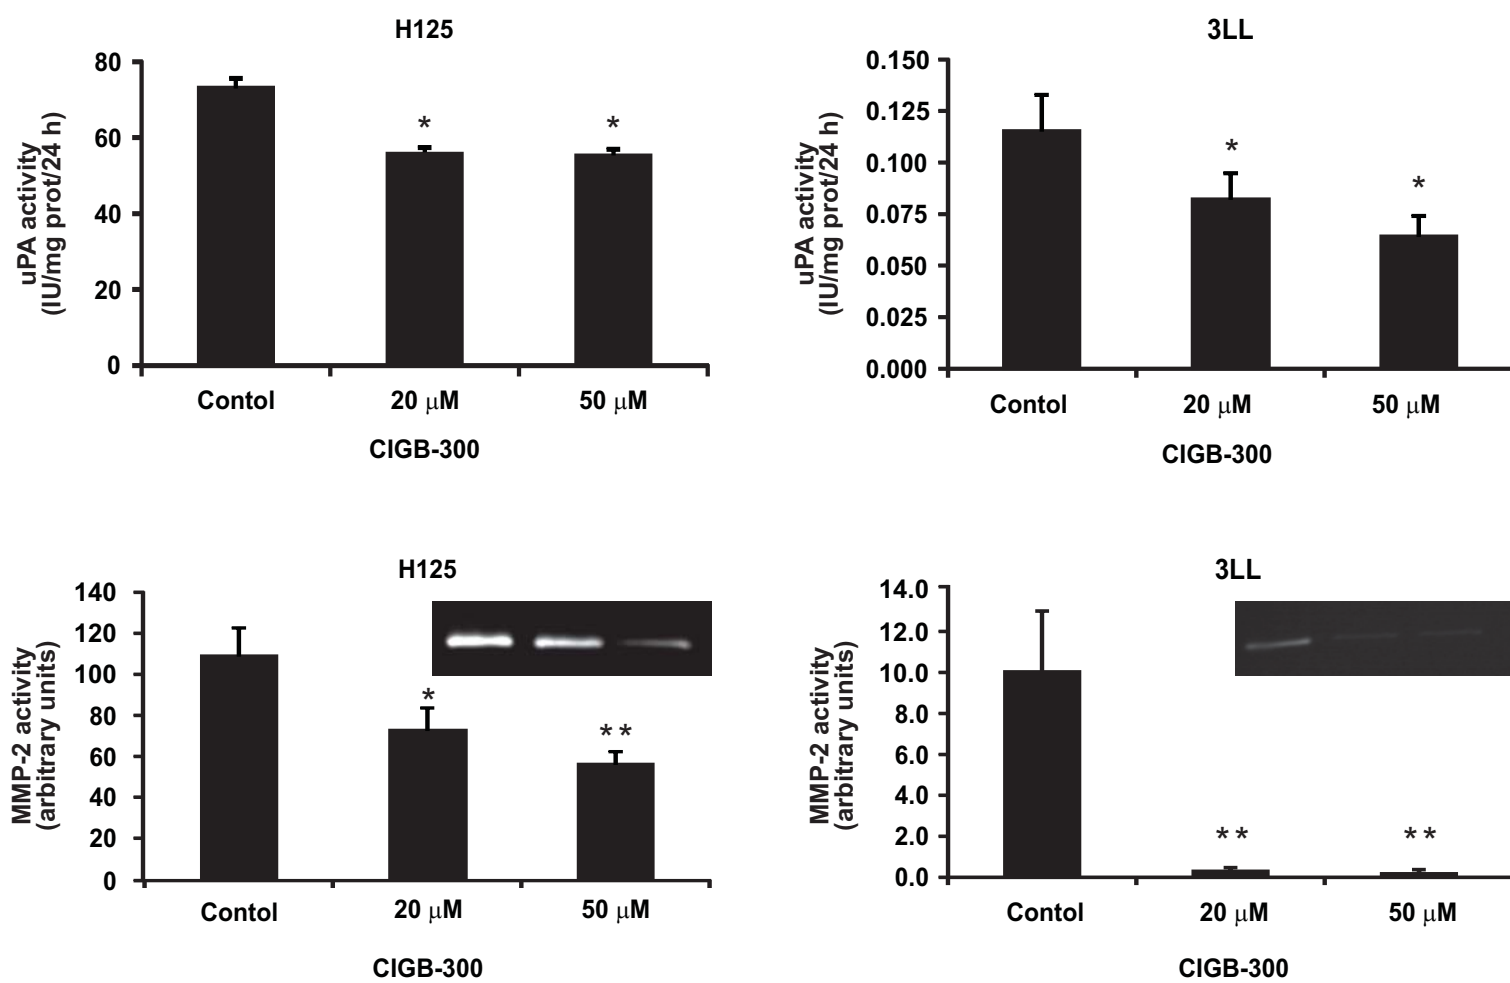 H125
80
60
40
20
0
uPA activity
(IU/mg prot/24 h)
*
*
Contol
20 μM
50 μM
CIGB-300
3LL
0.150
0.125
0.100
0.075
0.050
0.025
0.000
uPA activity
(IU/mg prot/24 h)
*
*
Contol
20 μM
50 μM
CIGB-300
H125
140
120
100
80
60
40
20
0
MMP-2 activity
(arbitrary units)
*
**
Contol
20 μM
50 μM
CIGB-300
3LL
14.0
12.0
10.0
8.0
6.0
4.0
2.0
0.0
MMP-2 activity
(arbitrary units)
**
**
Contol
20 μM
50 μM
CIGB-300